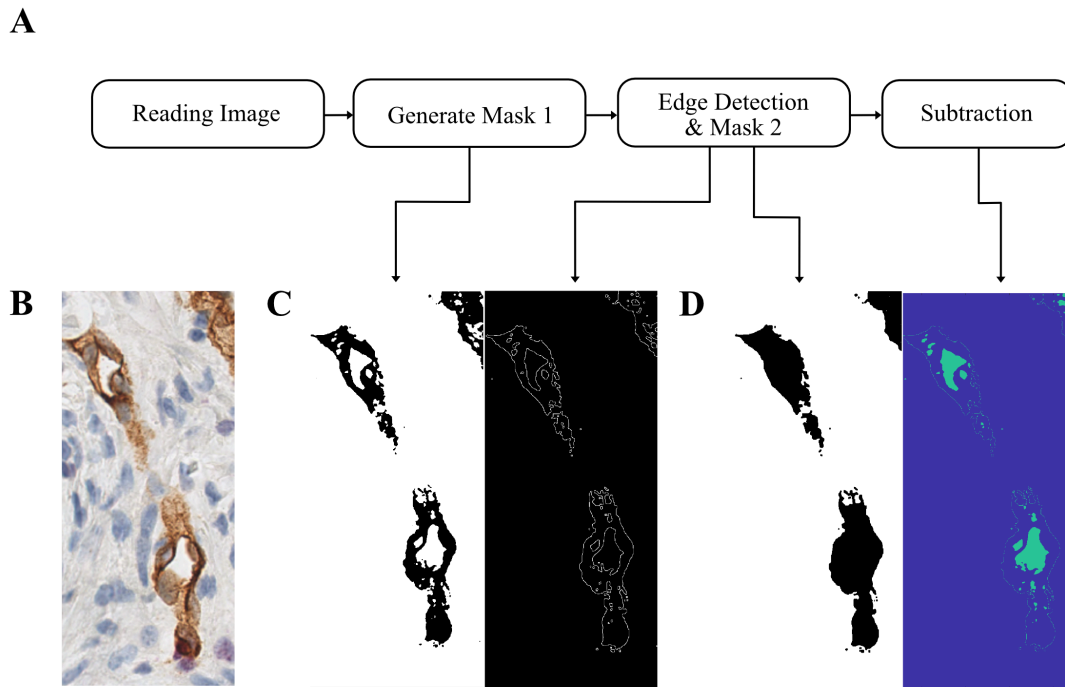 A
Reading Image
Generate Mask 1
Edge Detection
& Mask 2
Subtraction
B
C
D